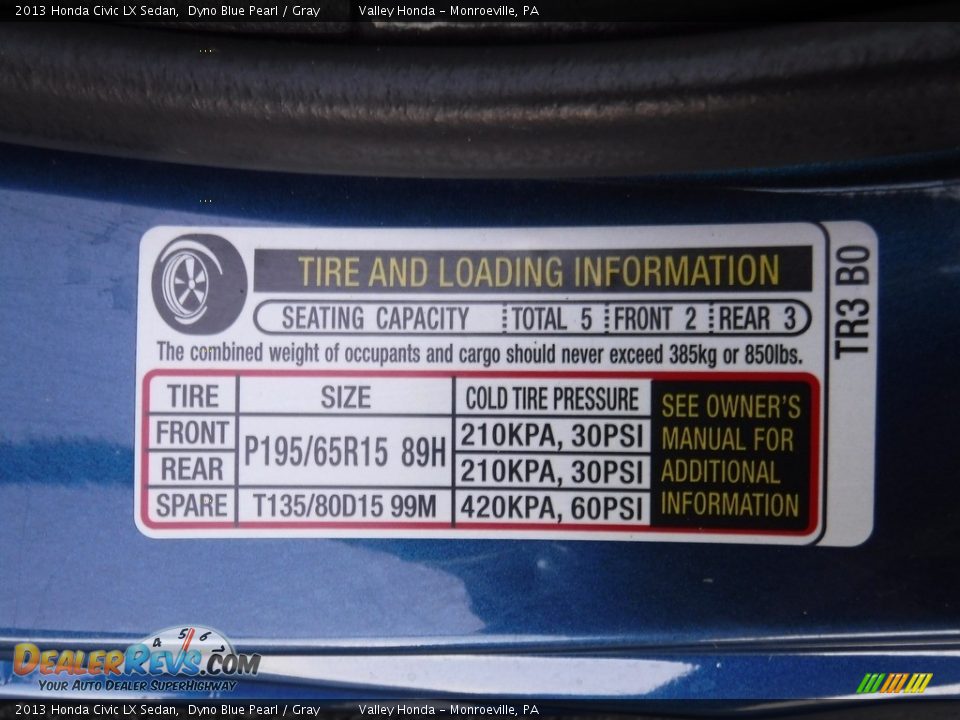 2013 Honda Civic LX Sedan, Dyno Blue Pearl / Gray Valley Honda - Monroeville, PA
TIRE AND LOADING INFORMATION
SEATING CAPACITY TOTAL 5 FRONT 2 REAR 3
The combined weight of occupants and cargo should never exceed 385kg or 850lbs.
TIRE SIZE COLD TIRE PRESSURE
FRONT P195/65R15 89H 210KPA, 30PSI
REAR 210KPA, 30PSI
SPARE T135/80D15 99M 420KPA, 60PSI
SEE OWNER'S
MANUAL FOR
ADDITIONAL
INFORMATION
TR3 B0
4 5 6 7
DEALERREVS.COM
YOUR AUTO DEALER SUPERHIGHWAY
2013 Honda Civic LX Sedan, Dyno Blue Pearl / Gray Valley Honda - Monroeville, PA